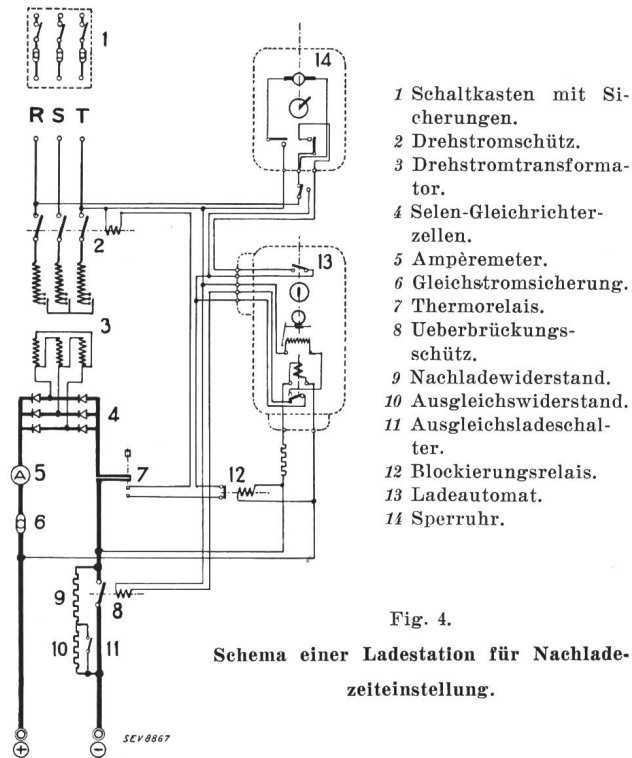 1
14
R S T
2
3
4
5
6
7
8
9
10
11
12
13
A
+
−
SEV 8867
1 Schaltkasten mit Si-
cherungen.
2 Drehstromschütz.
3 Drehstromtransforma-
tor.
4 Selen-Gleichrichter-
zellen.
5 Ampèremeter.
6 Gleichstromsicherung.
7 Thermorelais.
8 Ueberbrückungs-
schütz.
9 Nachladewiderstand.
10 Ausgleichswiderstand.
11 Ausgleichsladeschal-
ter.
12 Blockierungsrelais.
13 Ladeautomat.
14 Sperruhr.
Fig. 4.
Schema einer Ladestation für Nachlade-
zeiteinstellung.